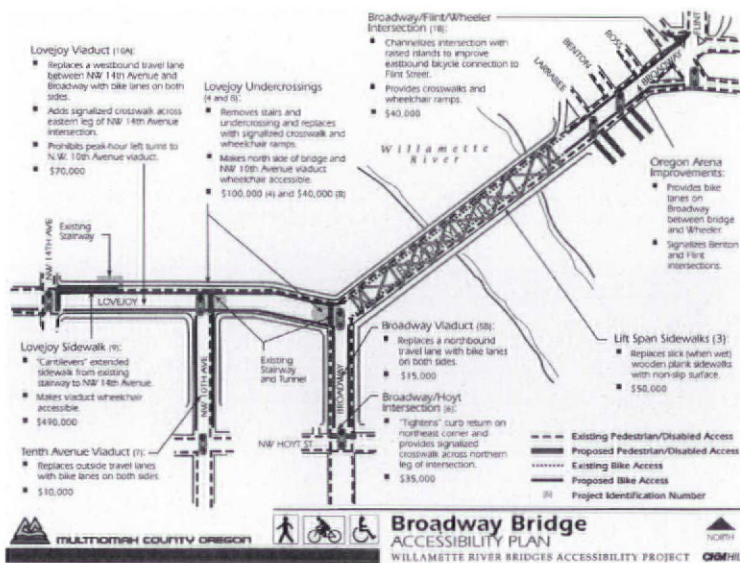 Lovejoy Viaduct (10A)
Replaces a westbound travel lane
between NW 14th Avenue and
Broadway with bike lanes on both
sides.
Adds signalized crosswalk across
eastern leg of NW 14th Avenue
intersection.
Prohibits peak-hour left turns to
N.W. 10th Avenue viaduct.
$70,000
Lovejoy Undercrossings
(4 and 8)
Removes stairs and
undercrossing and replaces
with signalized crosswalk and
wheelchair ramps.
Makes north side of bridge and
NW 10th Avenue viaduct
wheelchair accessible.
$100,000 (4) and $40,000 (8)
Broadway/Flint/Wheeler
Intersection (1B)
Channelizes intersection with
raised islands to improve
eastbound bicycle connection to
Flint Street.
Provides crosswalks and
wheelchair ramps.
$40,000
LARRABEE
BENTON
ROSS
FLINT
BROADWAY
Willamette
River
Oregon Arena
Improvements:
Provides bike
lanes on
Broadway
between bridge
and Wheeler.
Signalizes Benton
and Flint
intersections.
Existing
Stairway
NW 14TH AVE
LOVEJOY
Lovejoy Sidewalk (9)
"Cantilevers" extended
sidewalk from existing
stairway to NW 14th Avenue.
Makes viaduct wheelchair
accessible.
$490,000
Tenth Avenue Viaduct (7)
Replaces outside travel lanes
with bike lanes on both sides.
$10,000
NW 10TH AVE
Existing
Stairway
and Tunnel
BROADWAY
NW HOYT ST
Broadway Viaduct (5B)
Replaces a northbound
travel lane with bike lanes
on both sides.
$15,000
Broadway/Hoyt
Intersection (6)
"Tightens" curb return on
northeast corner and
provides signalized
crosswalk across northern
leg of intersection.
$35,000
Lift Span Sidewalks (3):
Replaces slick (when wet)
wooden plank sidewalks
with non-slip surface.
$50,000
Existing Pedestrian/Disabled Access
Proposed Pedestrian/Disabled Access
Existing Bike Access
Proposed Bike Access
Project Identification Number
MULTNOMAH COUNTY OREGON
Broadway Bridge
ACCESSIBILITY PLAN
WILLAMETTE RIVER BRIDGES ACCESSIBILITY PROJECT
NORTH